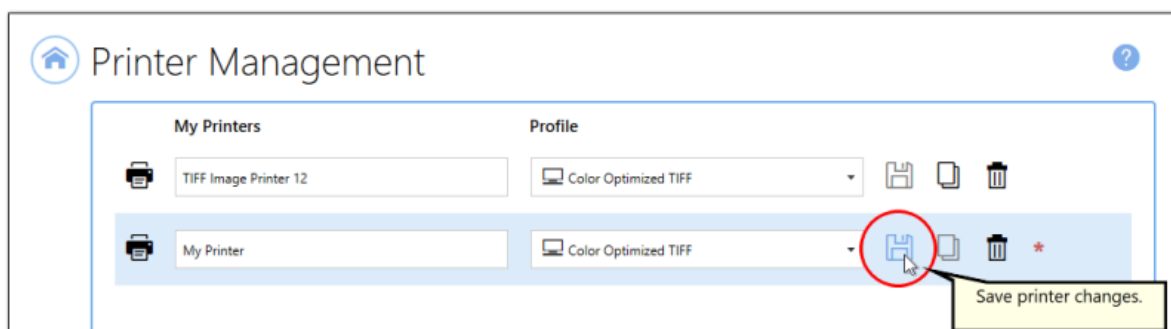 Printer Management
?
My Printers Profile
TIFF Image Printer 12 Color Optimized TIFF
My Printer Color Optimized TIFF *
Save printer changes.